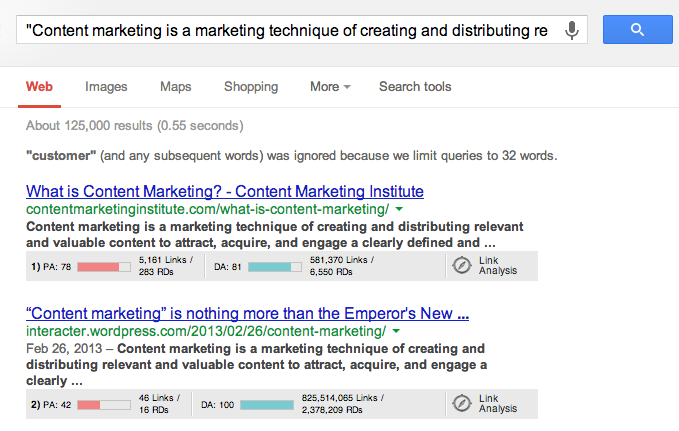 "Content marketing is a marketing technique of creating and distributing re
Web Images Maps Shopping More Search tools
About 125,000 results (0.55 seconds)
"customer" (and any subsequent words) was ignored because we limit queries to 32 words.
What is Content Marketing? - Content Marketing Institute
contentmarketinginstitute.com/what-is-content-marketing/
Content marketing is a marketing technique of creating and distributing relevant
and valuable content to attract, acquire, and engage a clearly defined and ...
1) PA: 78 5,161 Links / 283 RDs DA: 81 581,370 Links / 6,550 RDs Link Analysis
“Content marketing” is nothing more than the Emperor's New ...
interacter.wordpress.com/2013/02/26/content-marketing/
Feb 26, 2013 – Content marketing is a marketing technique of creating and
distributing relevant and valuable content to attract, acquire, and engage a
clearly ...
2) PA: 42 46 Links / 16 RDs DA: 100 825,514,065 Links / 2,378,209 RDs Link Analysis